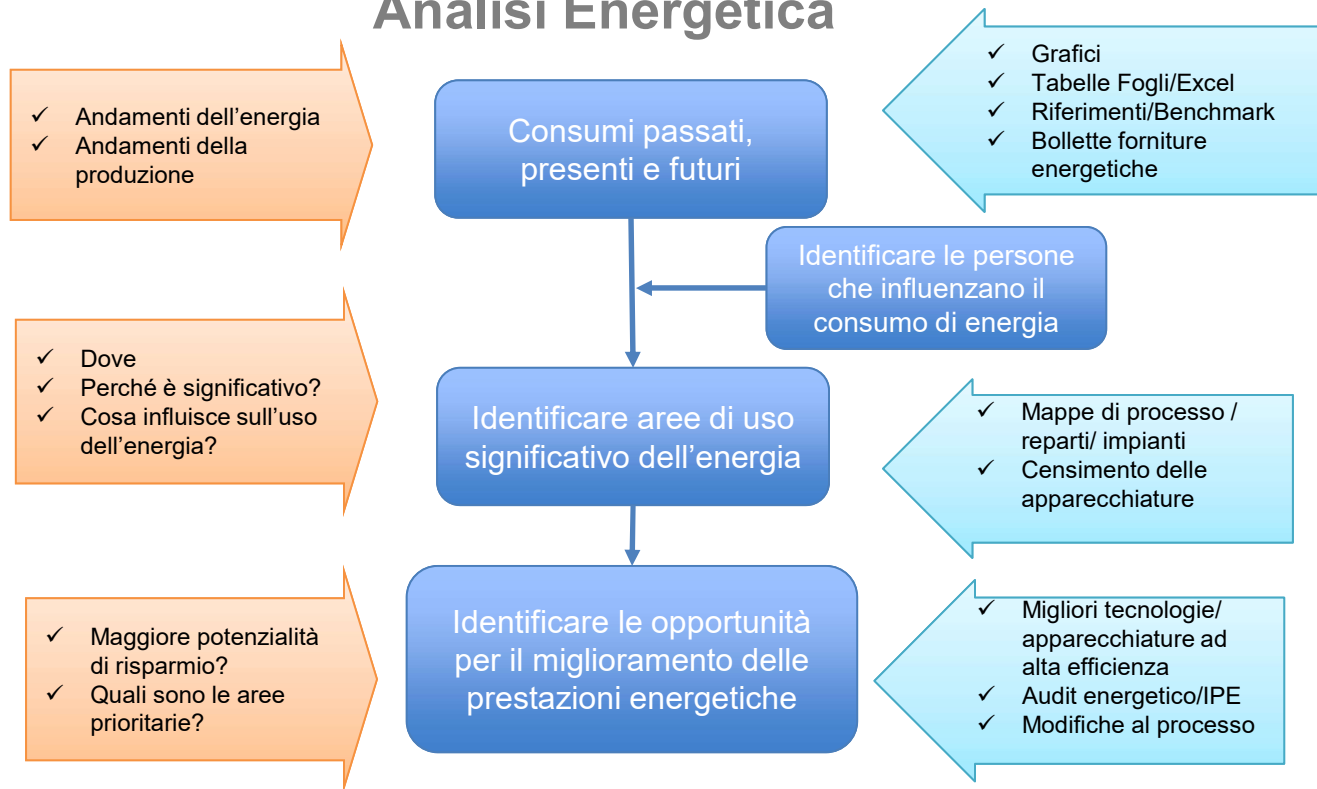 Analisi Energetica
✓ Andamenti dell'energia
✓ Andamenti della
produzione
Consumi passati,
presenti e futuri
✓ Grafici
✓ Tabelle Fogli/Excel
✓ Riferimenti/Benchmark
✓ Bollette forniture
energetiche
Identificare le persone
che influenzano il
consumo di energia
✓ Dove
✓ Perché è significativo?
✓ Cosa influisce sull'uso
dell'energia?
Identificare aree di uso
significativo dell'energia
✓ Mappe di processo /
reparti/ impianti
✓ Censimento delle
apparecchiature
✓ Maggiore potenzialità
di risparmio?
✓ Quali sono le aree
prioritarie?
Identificare le opportunità
per il miglioramento delle
prestazioni energetiche
✓ Migliori tecnologie/
apparecchiature ad
alta efficienza
✓ Audit energetico/IPE
✓ Modifiche al processo